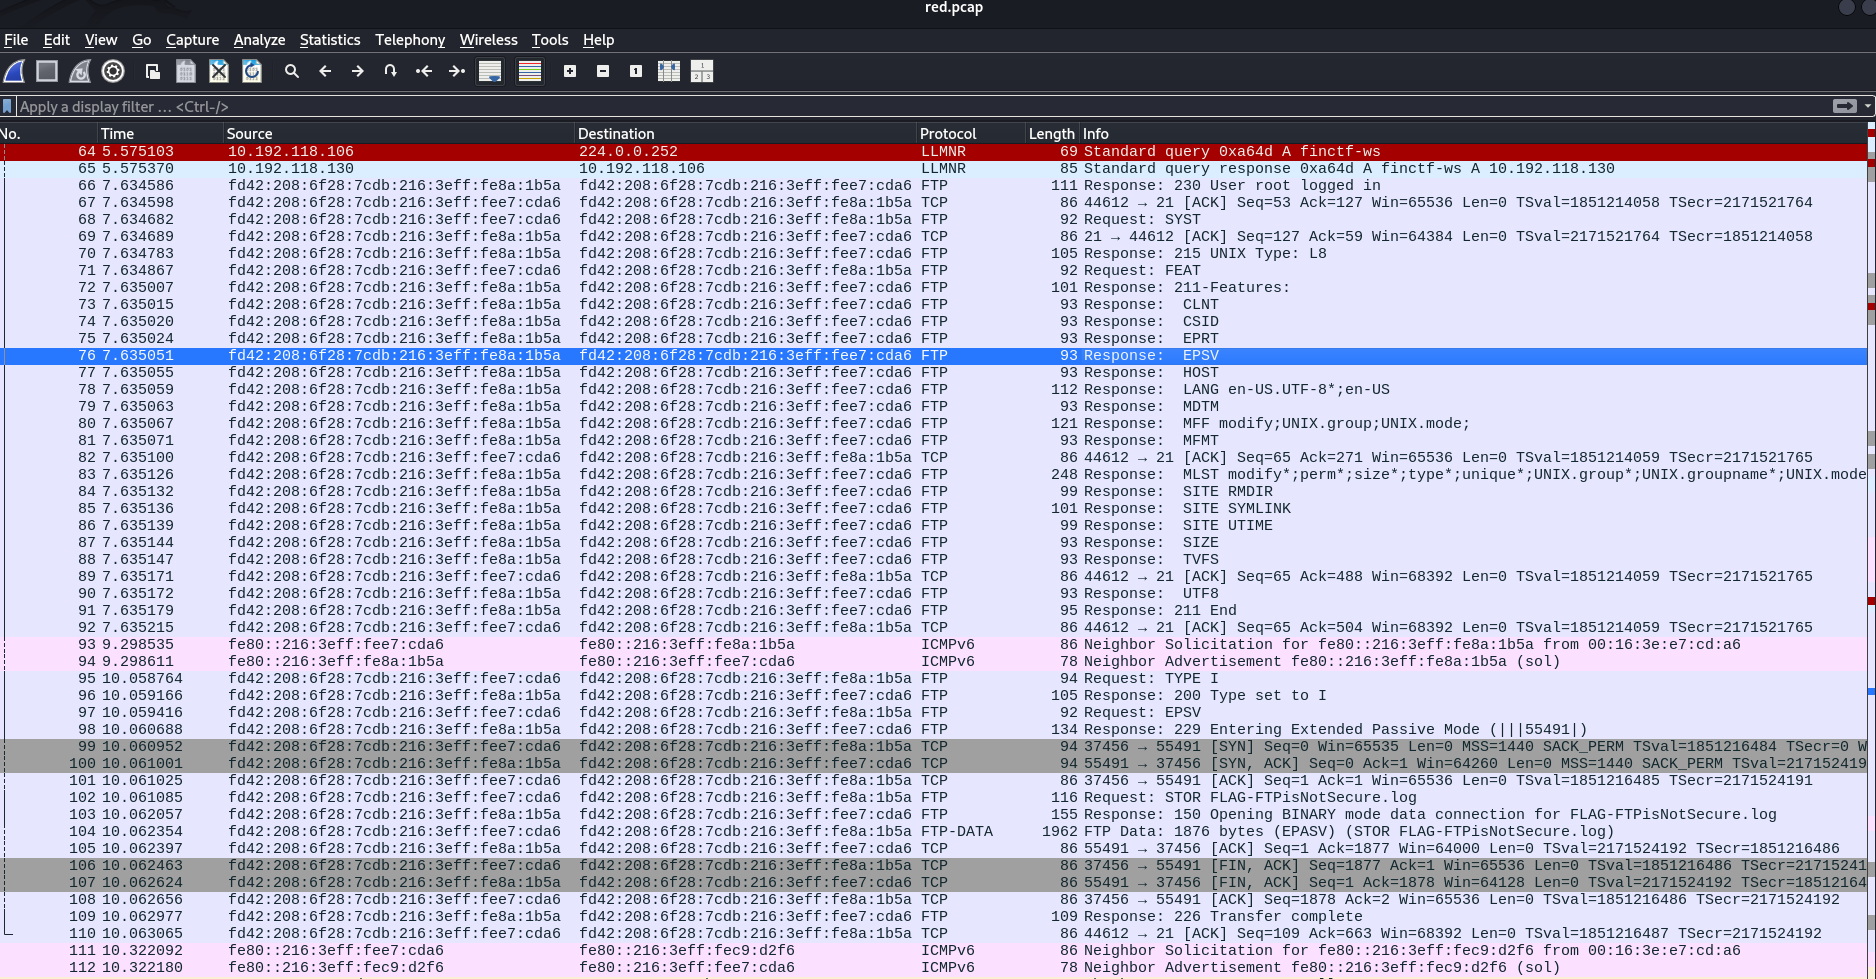 red.pcap
File Edit View Go Capture Analyze Statistics Telephony Wireless Tools Help
Apply a display filter … <Ctrl-/>
No. Time Source Destination Protocol Length Info
64 5.575103 10.192.118.106 224.0.0.252 LLMNR 69 Standard query 0xa64d A finctf-ws
65 5.575370 10.192.118.130 10.192.118.106 LLMNR 85 Standard query response 0xa64d A finctf-ws A 10.192.118.130
66 7.634586 fd42:208:6f28:7cdb:216:3eff:fe8a:1b5a fd42:208:6f28:7cdb:216:3eff:fee7:cda6 FTP 111 Response: 230 User root logged in
67 7.634598 fd42:208:6f28:7cdb:216:3eff:fee7:cda6 fd42:208:6f28:7cdb:216:3eff:fe8a:1b5a TCP 86 44612 → 21 [ACK] Seq=53 Ack=127 Win=65536 Len=0 TSval=1851214058 TSecr=2171521764
68 7.634682 fd42:208:6f28:7cdb:216:3eff:fee7:cda6 fd42:208:6f28:7cdb:216:3eff:fe8a:1b5a FTP 92 Request: SYST
69 7.634689 fd42:208:6f28:7cdb:216:3eff:fe8a:1b5a fd42:208:6f28:7cdb:216:3eff:fee7:cda6 TCP 86 21 → 44612 [ACK] Seq=127 Ack=59 Win=64384 Len=0 TSval=2171521764 TSecr=1851214058
70 7.634783 fd42:208:6f28:7cdb:216:3eff:fe8a:1b5a fd42:208:6f28:7cdb:216:3eff:fee7:cda6 FTP 105 Response: 215 UNIX Type: L8
71 7.634867 fd42:208:6f28:7cdb:216:3eff:fee7:cda6 fd42:208:6f28:7cdb:216:3eff:fe8a:1b5a FTP 92 Request: FEAT
72 7.635007 fd42:208:6f28:7cdb:216:3eff:fe8a:1b5a fd42:208:6f28:7cdb:216:3eff:fee7:cda6 FTP 101 Response: 211-Features:
73 7.635015 fd42:208:6f28:7cdb:216:3eff:fe8a:1b5a fd42:208:6f28:7cdb:216:3eff:fee7:cda6 FTP 93 Response: CLNT
74 7.635020 fd42:208:6f28:7cdb:216:3eff:fe8a:1b5a fd42:208:6f28:7cdb:216:3eff:fee7:cda6 FTP 93 Response: CSID
75 7.635024 fd42:208:6f28:7cdb:216:3eff:fe8a:1b5a fd42:208:6f28:7cdb:216:3eff:fee7:cda6 FTP 93 Response: EPRT
76 7.635051 fd42:208:6f28:7cdb:216:3eff:fe8a:1b5a fd42:208:6f28:7cdb:216:3eff:fee7:cda6 FTP 93 Response: EPSV
77 7.635055 fd42:208:6f28:7cdb:216:3eff:fe8a:1b5a fd42:208:6f28:7cdb:216:3eff:fee7:cda6 FTP 93 Response: HOST
78 7.635059 fd42:208:6f28:7cdb:216:3eff:fe8a:1b5a fd42:208:6f28:7cdb:216:3eff:fee7:cda6 FTP 112 Response: LANG en-US.UTF-8*;en-US
79 7.635063 fd42:208:6f28:7cdb:216:3eff:fe8a:1b5a fd42:208:6f28:7cdb:216:3eff:fee7:cda6 FTP 93 Response: MDTM
80 7.635067 fd42:208:6f28:7cdb:216:3eff:fe8a:1b5a fd42:208:6f28:7cdb:216:3eff:fee7:cda6 FTP 121 Response: MFF modify;UNIX.group;UNIX.mode;
81 7.635071 fd42:208:6f28:7cdb:216:3eff:fe8a:1b5a fd42:208:6f28:7cdb:216:3eff:fee7:cda6 FTP 93 Response: MFMT
82 7.635100 fd42:208:6f28:7cdb:216:3eff:fee7:cda6 fd42:208:6f28:7cdb:216:3eff:fe8a:1b5a TCP 86 44612 → 21 [ACK] Seq=65 Ack=271 Win=65536 Len=0 TSval=1851214059 TSecr=2171521765
83 7.635126 fd42:208:6f28:7cdb:216:3eff:fe8a:1b5a fd42:208:6f28:7cdb:216:3eff:fee7:cda6 FTP 248 Response: MLST modify*;perm*;size*;type*;unique*;UNIX.group*;UNIX.groupname*;UNIX.mode
84 7.635132 fd42:208:6f28:7cdb:216:3eff:fe8a:1b5a fd42:208:6f28:7cdb:216:3eff:fee7:cda6 FTP 99 Response: SITE RMDIR
85 7.635136 fd42:208:6f28:7cdb:216:3eff:fe8a:1b5a fd42:208:6f28:7cdb:216:3eff:fee7:cda6 FTP 101 Response: SITE SYMLINK
86 7.635139 fd42:208:6f28:7cdb:216:3eff:fe8a:1b5a fd42:208:6f28:7cdb:216:3eff:fee7:cda6 FTP 99 Response: SITE UTIME
87 7.635144 fd42:208:6f28:7cdb:216:3eff:fe8a:1b5a fd42:208:6f28:7cdb:216:3eff:fee7:cda6 FTP 93 Response: SIZE
88 7.635147 fd42:208:6f28:7cdb:216:3eff:fe8a:1b5a fd42:208:6f28:7cdb:216:3eff:fee7:cda6 FTP 93 Response: TVFS
89 7.635171 fd42:208:6f28:7cdb:216:3eff:fee7:cda6 fd42:208:6f28:7cdb:216:3eff:fe8a:1b5a TCP 86 44612 → 21 [ACK] Seq=65 Ack=488 Win=68392 Len=0 TSval=1851214059 TSecr=2171521765
90 7.635172 fd42:208:6f28:7cdb:216:3eff:fe8a:1b5a fd42:208:6f28:7cdb:216:3eff:fee7:cda6 FTP 93 Response: UTF8
91 7.635179 fd42:208:6f28:7cdb:216:3eff:fe8a:1b5a fd42:208:6f28:7cdb:216:3eff:fee7:cda6 FTP 95 Response: 211 End
92 7.635215 fd42:208:6f28:7cdb:216:3eff:fee7:cda6 fd42:208:6f28:7cdb:216:3eff:fe8a:1b5a TCP 86 44612 → 21 [ACK] Seq=65 Ack=504 Win=68392 Len=0 TSval=1851214059 TSecr=2171521765
93 9.298535 fe80::216:3eff:fee7:cda6 fe80::216:3eff:fe8a:1b5a ICMPv6 86 Neighbor Solicitation for fe80::216:3eff:fe8a:1b5a from 00:16:3e:e7:cd:a6
94 9.298611 fe80::216:3eff:fe8a:1b5a fe80::216:3eff:fee7:cda6 ICMPv6 78 Neighbor Advertisement fe80::216:3eff:fe8a:1b5a (sol)
95 10.058764 fd42:208:6f28:7cdb:216:3eff:fee7:cda6 fd42:208:6f28:7cdb:216:3eff:fe8a:1b5a FTP 94 Request: TYPE I
96 10.059166 fd42:208:6f28:7cdb:216:3eff:fe8a:1b5a fd42:208:6f28:7cdb:216:3eff:fee7:cda6 FTP 105 Response: 200 Type set to I
97 10.059416 fd42:208:6f28:7cdb:216:3eff:fee7:cda6 fd42:208:6f28:7cdb:216:3eff:fe8a:1b5a FTP 92 Request: EPSV
98 10.060688 fd42:208:6f28:7cdb:216:3eff:fe8a:1b5a fd42:208:6f28:7cdb:216:3eff:fee7:cda6 FTP 134 Response: 229 Entering Extended Passive Mode (|||55491|)
99 10.060952 fd42:208:6f28:7cdb:216:3eff:fee7:cda6 fd42:208:6f28:7cdb:216:3eff:fe8a:1b5a TCP 94 37456 → 55491 [SYN] Seq=0 Win=65535 Len=0 MSS=1440 SACK_PERM TSval=1851216484 TSecr=0 W
100 10.061001 fd42:208:6f28:7cdb:216:3eff:fe8a:1b5a fd42:208:6f28:7cdb:216:3eff:fee7:cda6 TCP 94 55491 → 37456 [SYN, ACK] Seq=0 Ack=1 Win=64260 Len=0 MSS=1440 SACK_PERM TSval=217152419
101 10.061025 fd42:208:6f28:7cdb:216:3eff:fee7:cda6 fd42:208:6f28:7cdb:216:3eff:fe8a:1b5a TCP 86 37456 → 55491 [ACK] Seq=1 Ack=1 Win=65536 Len=0 TSval=1851216485 TSecr=2171524191
102 10.061085 fd42:208:6f28:7cdb:216:3eff:fee7:cda6 fd42:208:6f28:7cdb:216:3eff:fe8a:1b5a FTP 116 Request: STOR FLAG-FTPisNotSecure.log
103 10.062057 fd42:208:6f28:7cdb:216:3eff:fe8a:1b5a fd42:208:6f28:7cdb:216:3eff:fee7:cda6 FTP 155 Response: 150 Opening BINARY mode data connection for FLAG-FTPisNotSecure.log
104 10.062354 fd42:208:6f28:7cdb:216:3eff:fee7:cda6 fd42:208:6f28:7cdb:216:3eff:fe8a:1b5a FTP-DATA 1962 FTP Data: 1876 bytes (EPASV) (STOR FLAG-FTPisNotSecure.log)
105 10.062397 fd42:208:6f28:7cdb:216:3eff:fe8a:1b5a fd42:208:6f28:7cdb:216:3eff:fee7:cda6 TCP 86 55491 → 37456 [ACK] Seq=1 Ack=1877 Win=64000 Len=0 TSval=2171524192 TSecr=1851216486
106 10.062463 fd42:208:6f28:7cdb:216:3eff:fee7:cda6 fd42:208:6f28:7cdb:216:3eff:fe8a:1b5a TCP 86 37456 → 55491 [FIN, ACK] Seq=1877 Ack=1 Win=65536 Len=0 TSval=1851216486 TSecr=21715241
107 10.062624 fd42:208:6f28:7cdb:216:3eff:fe8a:1b5a fd42:208:6f28:7cdb:216:3eff:fee7:cda6 TCP 86 55491 → 37456 [FIN, ACK] Seq=1 Ack=1878 Win=64128 Len=0 TSval=2171524192 TSecr=18512164
108 10.062656 fd42:208:6f28:7cdb:216:3eff:fee7:cda6 fd42:208:6f28:7cdb:216:3eff:fe8a:1b5a TCP 86 37456 → 55491 [ACK] Seq=1878 Ack=2 Win=65536 Len=0 TSval=1851216486 TSecr=2171524192
109 10.062977 fd42:208:6f28:7cdb:216:3eff:fe8a:1b5a fd42:208:6f28:7cdb:216:3eff:fee7:cda6 FTP 109 Response: 226 Transfer complete
110 10.063065 fd42:208:6f28:7cdb:216:3eff:fee7:cda6 fd42:208:6f28:7cdb:216:3eff:fe8a:1b5a TCP 86 44612 → 21 [ACK] Seq=109 Ack=663 Win=68392 Len=0 TSval=1851216487 TSecr=2171524192
111 10.322092 fe80::216:3eff:fee7:cda6 fe80::216:3eff:fec9:d2f6 ICMPv6 86 Neighbor Solicitation for fe80::216:3eff:fec9:d2f6 from 00:16:3e:e7:cd:a6
112 10.322180 fe80::216:3eff:fec9:d2f6 fe80::216:3eff:fee7:cda6 ICMPv6 78 Neighbor Advertisement fe80::216:3eff:fec9:d2f6 (sol)